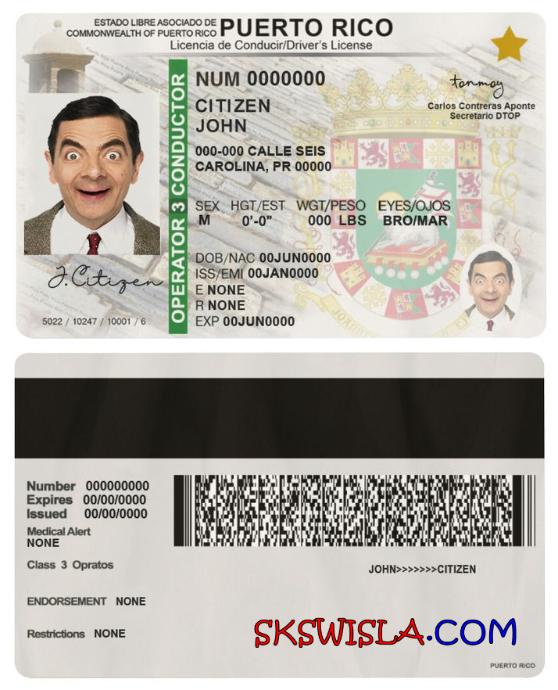 ESTADO LIBRE ASOCIADO DE
COMMONWEALTH OF PUERTO RICO
PUERTO RICO
Licencia de Conducir/Driver's License
OPERATOR 3 CONDUCTOR
NUM 0000000
CITIZEN
JOHN
000-000 CALLE SEIS
CAROLINA, PR 00000
Carlos Contreras Aponte
Secretario DTOP
SEX HGT/EST WGT/PESO EYES/OJOS
M 0'-0" 000 LBS BRO/MAR
DOB/NAC 00JUN0000
ISS/EMI 00JAN0000
E NONE
R NONE
EXP 00JUN0000
J.Citizen
5022 / 10247 / 10001 / 6
Number 000000000
Expires 00/00/0000
Issued 00/00/0000
Medical Alert
NONE
Class 3 Opratos
JOHN>>>>>>>CITIZEN
ENDORSEMENT NONE
Restrictions NONE
SKSWISLA.COM
PUERTO RICO